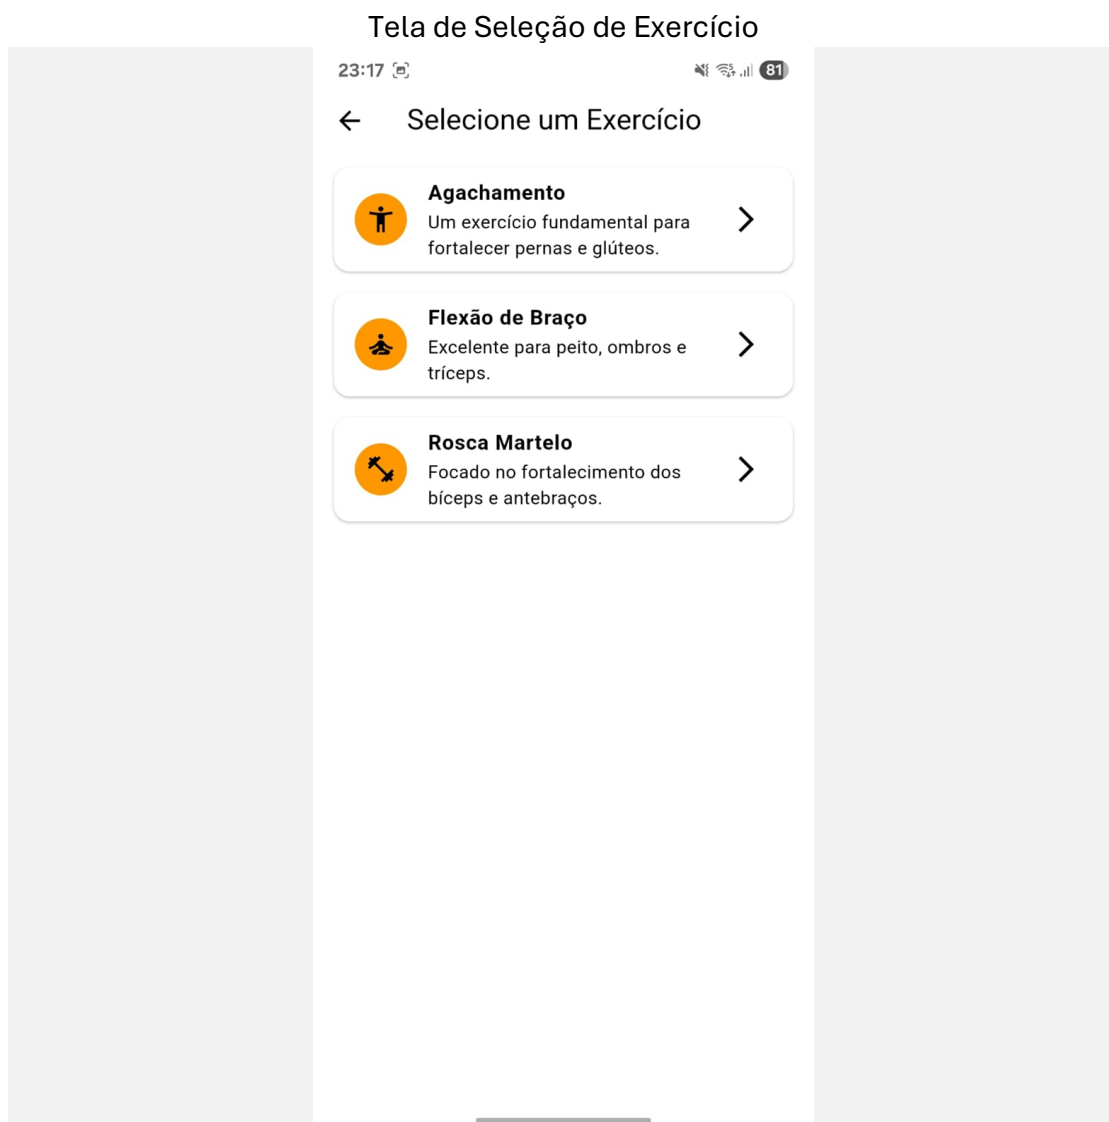 Tela de Seleção de Exercício
23:17 81
Selecione um Exercício
Agachamento
Um exercício fundamental para
fortalecer pernas e glúteos.
Flexão de Braço
Excelente para peito, ombros e
tríceps.
Rosca Martelo
Focado no fortalecimento dos
bíceps e antebraços.